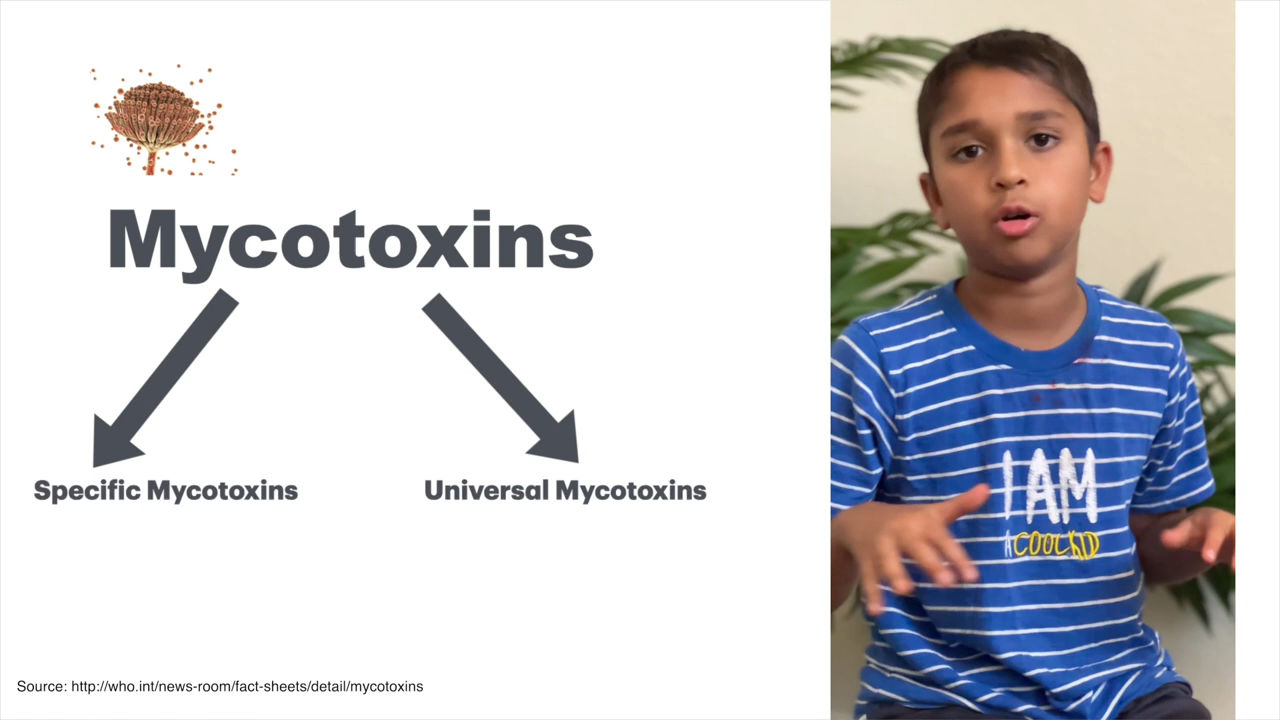 Mycotoxins
Specific Mycotoxins
Universal Mycotoxins
Source: http://who.int/news-room/fact-sheets/detail/mycotoxins
I AM
A COOL KID